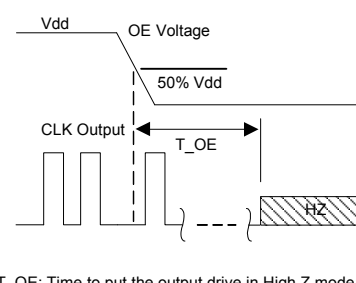 Vdd
OE Voltage
50% Vdd
CLK Output
T_OE
HZ
T_OE: Time to put the output drive in High Z mode